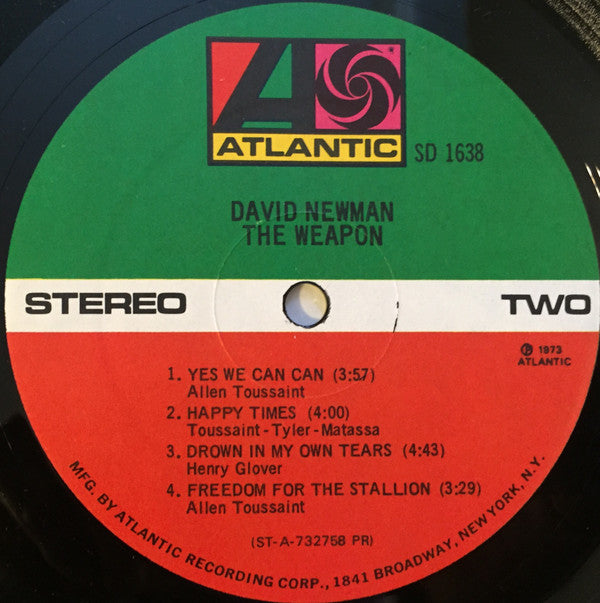 ATLANTIC
SD 1638
DAVID NEWMAN
THE WEAPON
STEREO
TWO
℗ 1973
ATLANTIC
1. YES WE CAN CAN (3:57)
Allen Toussaint
2. HAPPY TIMES (4:00)
Toussaint-Tyler-Matassa
3. DROWN IN MY OWN TEARS (4:43)
Henry Glover
4. FREEDOM FOR THE STALLION (3:29)
Allen Toussaint
(ST-A-732758 PR)
MFG. BY ATLANTIC RECORDING CORP., 1841 BROADWAY, NEW YORK, N.Y.